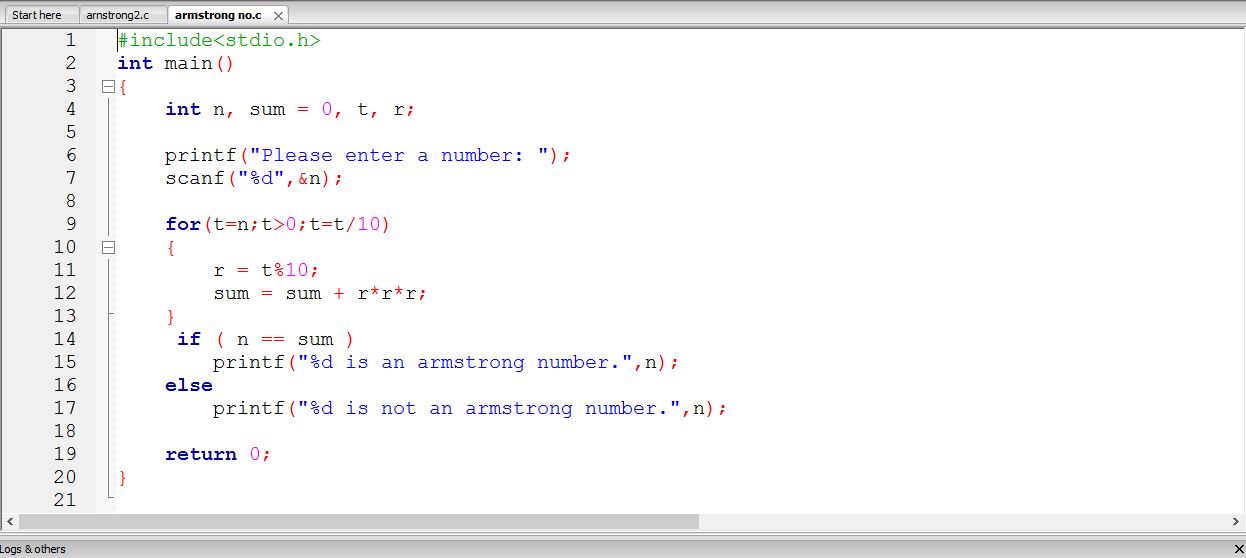 Start here arnstrong2.c armstrong no.c
1 #include<stdio.h>
2 int main()
3 {
4 int n, sum = 0, t, r;
5
6 printf("Please enter a number: ");
7 scanf("%d",&n);
8
9 for(t=n;t>0;t=t/10)
10 {
11 r = t%10;
12 sum = sum + r*r*r;
13 }
14 if ( n == sum )
15 printf("%d is an armstrong number.",n);
16 else
17 printf("%d is not an armstrong number.",n);
18
19 return 0;
20 }
21
Logs & others